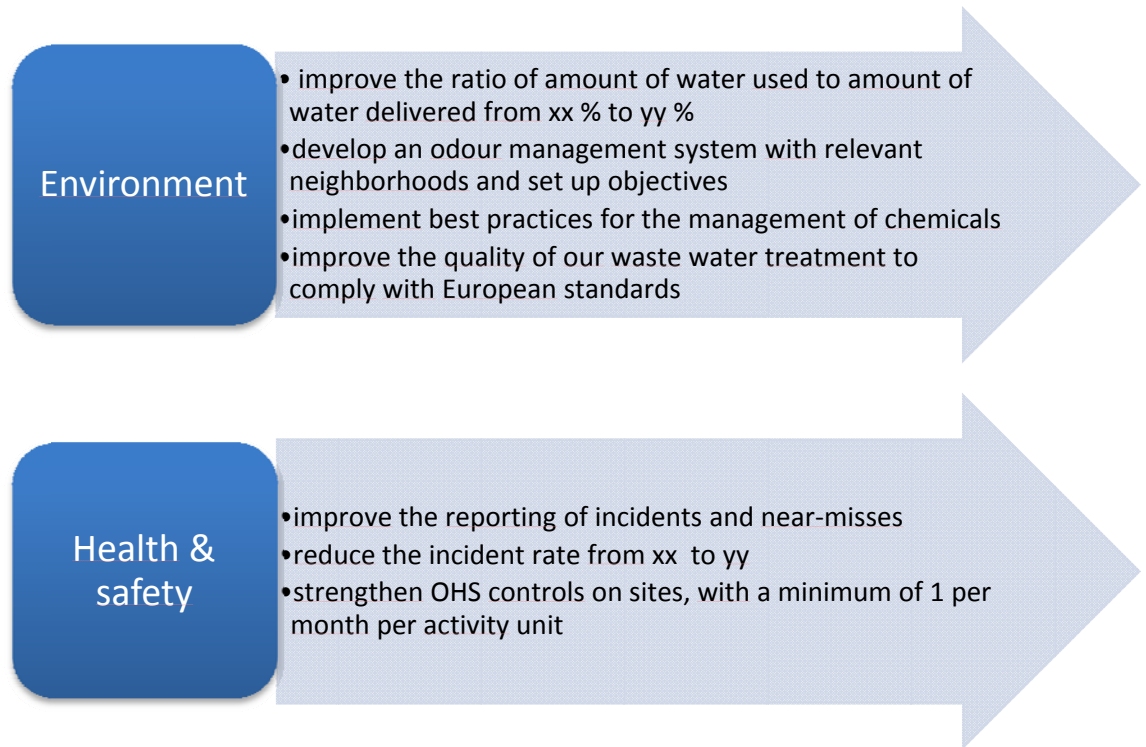 Environment
• improve the ratio of amount of water used to amount of
water delivered from xx % to yy %
•develop an odour management system with relevant
neighborhoods and set up objectives
•implement best practices for the management of chemicals
•improve the quality of our waste water treatment to
comply with European standards
Health &
safety
•improve the reporting of incidents and near-misses
•reduce the incident rate from xx  to yy
•strengthen OHS controls on sites, with a minimum of 1 per
month per activity unit